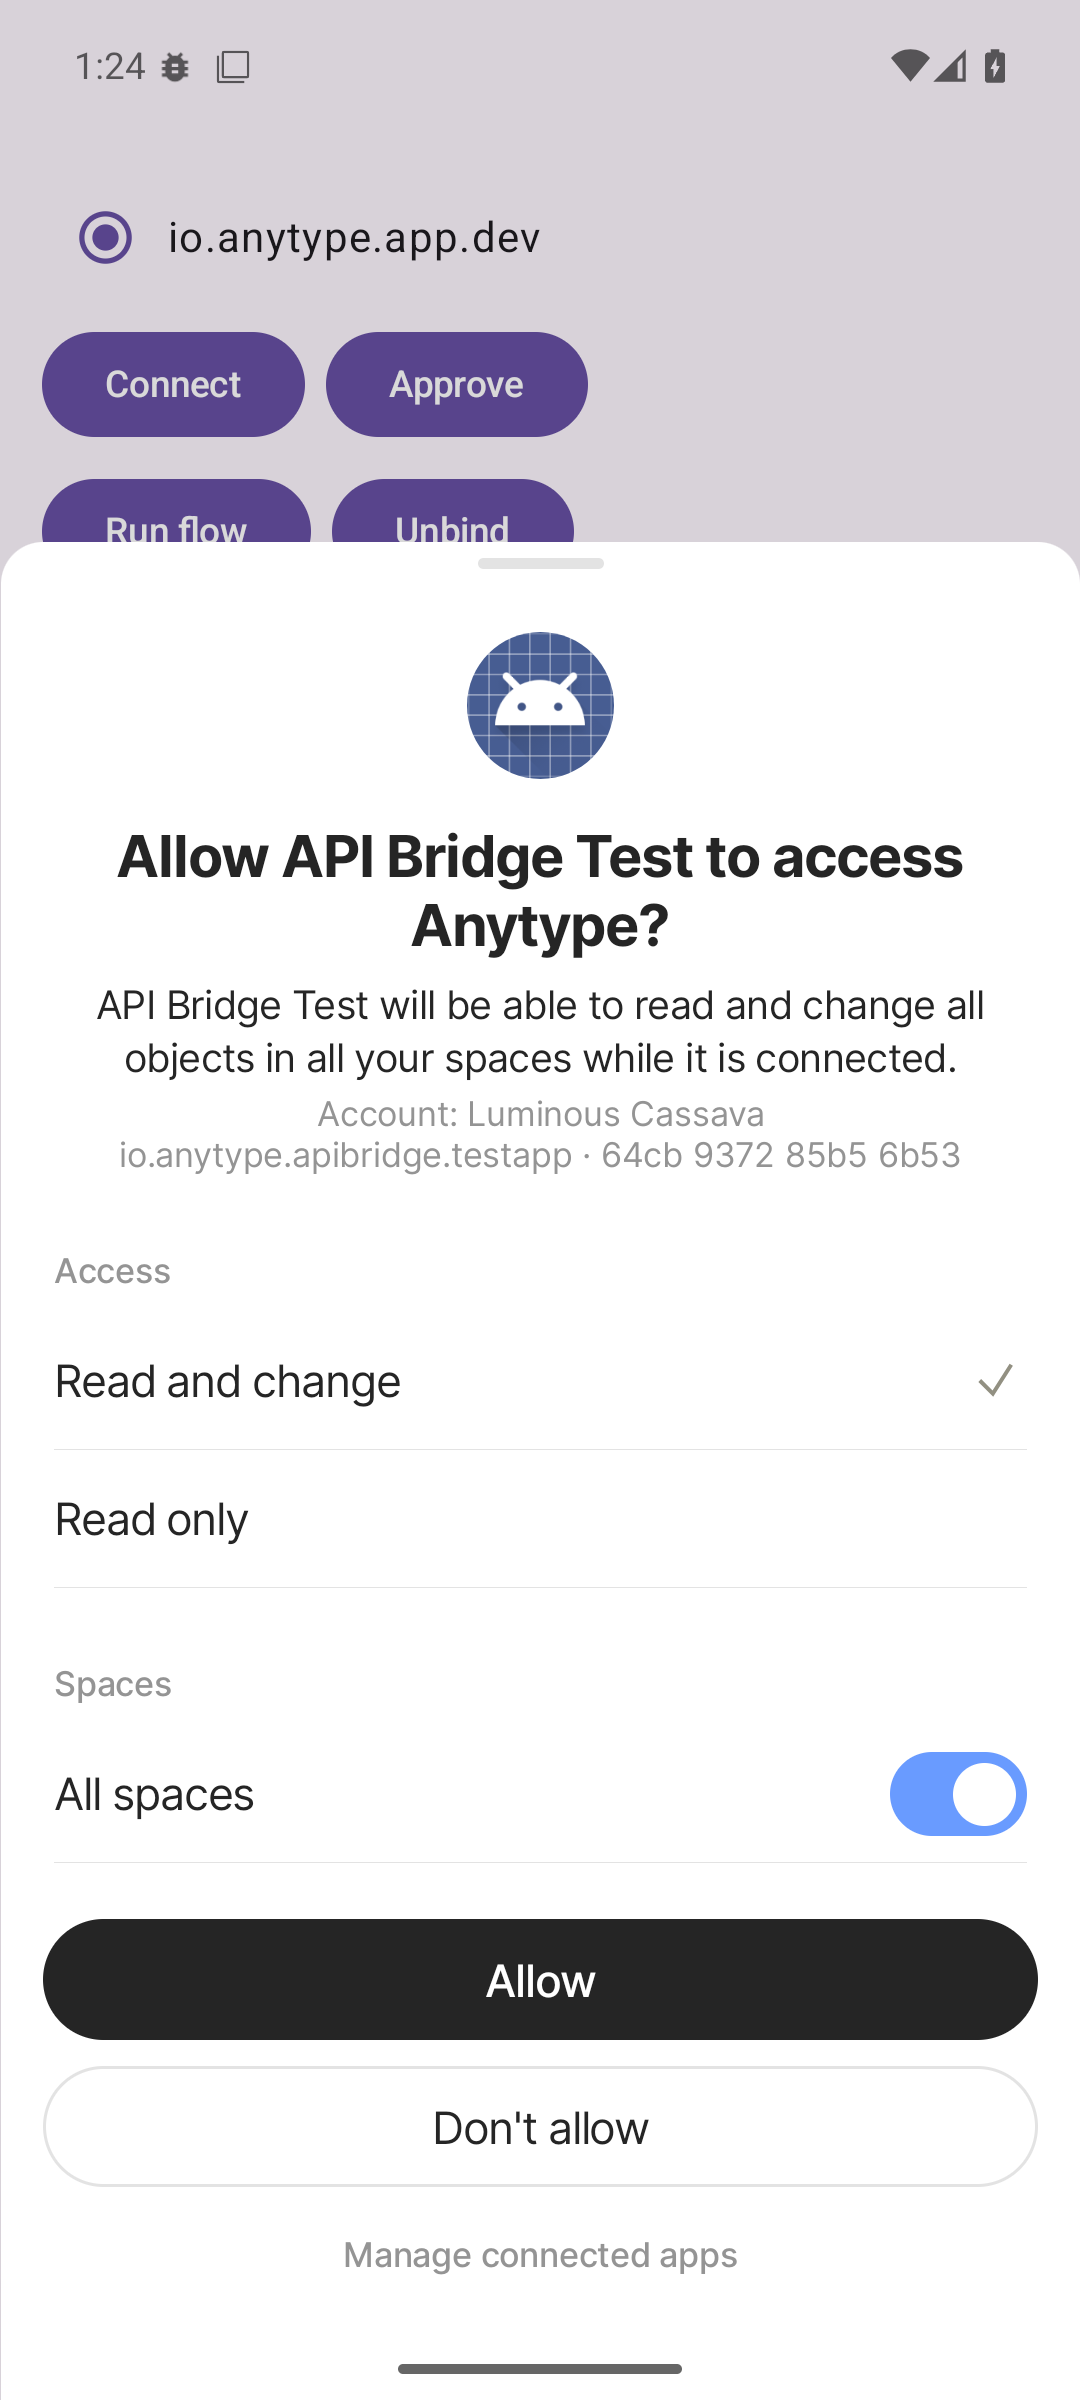 1:24
io.anytype.app.dev
Connect
Approve
Run flow
Unbind
Allow API Bridge Test to access
Anytype?
API Bridge Test will be able to read and change all
objects in all your spaces while it is connected.
Account: Luminous Cassava
io.anytype.apibridge.testapp · 64cb 9372 85b5 6b53
Access
Read and change
Read only
Spaces
All spaces
Allow
Don't allow
Manage connected apps